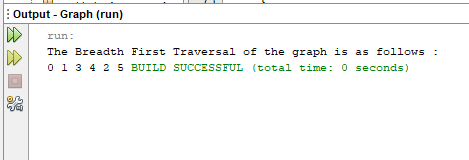 Output - Graph (run)
run:
The Breadth First Traversal of the graph is as follows :
0 1 3 4 2 5 BUILD SUCCESSFUL (total time: 0 seconds)